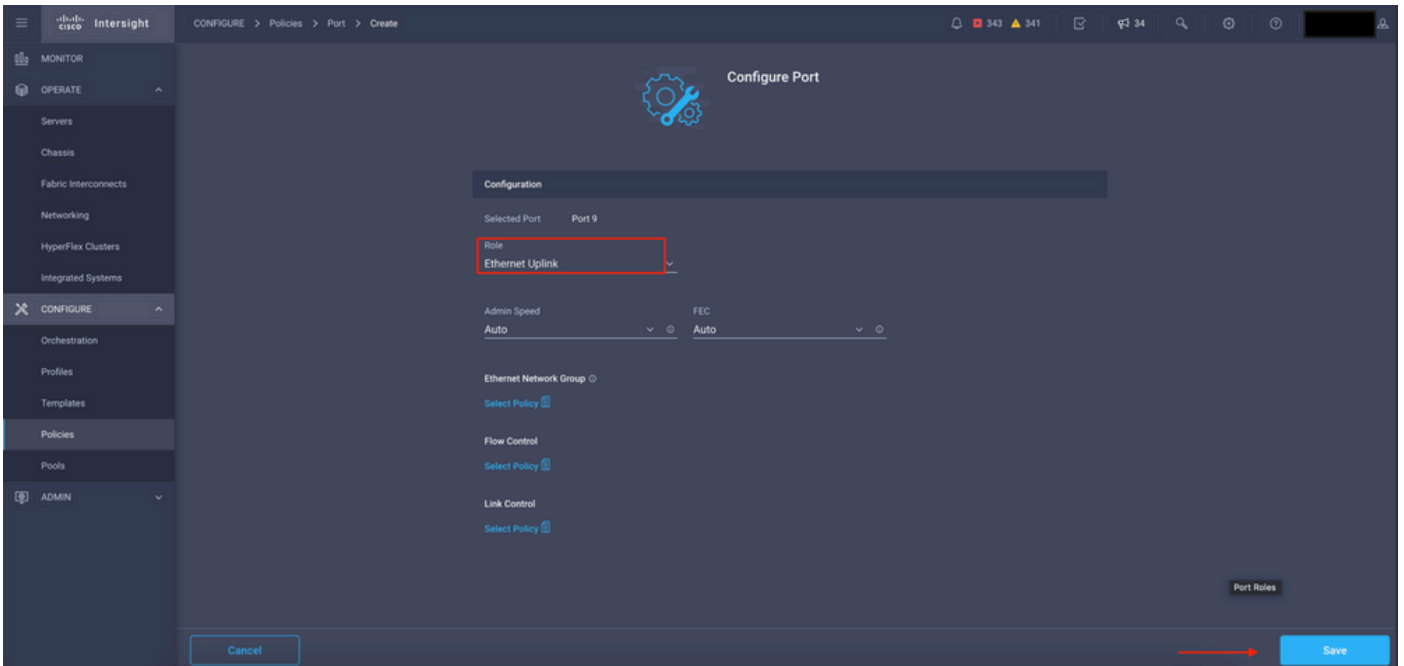 cisco Intersight
CONFIGURE > Policies > Port > Create
343 341
34
MONITOR
OPERATE
Servers
Chassis
Fabric Interconnects
Networking
HyperFlex Clusters
Integrated Systems
CONFIGURE
Orchestration
Profiles
Templates
Policies
Pools
ADMIN
Configure Port
Configuration
Selected Port Port 9
Role
Ethernet Uplink
Admin Speed FEC
Auto Auto
Ethernet Network Group
Select Policy
Flow Control
Select Policy
Link Control
Select Policy
Port Roles
Cancel Save